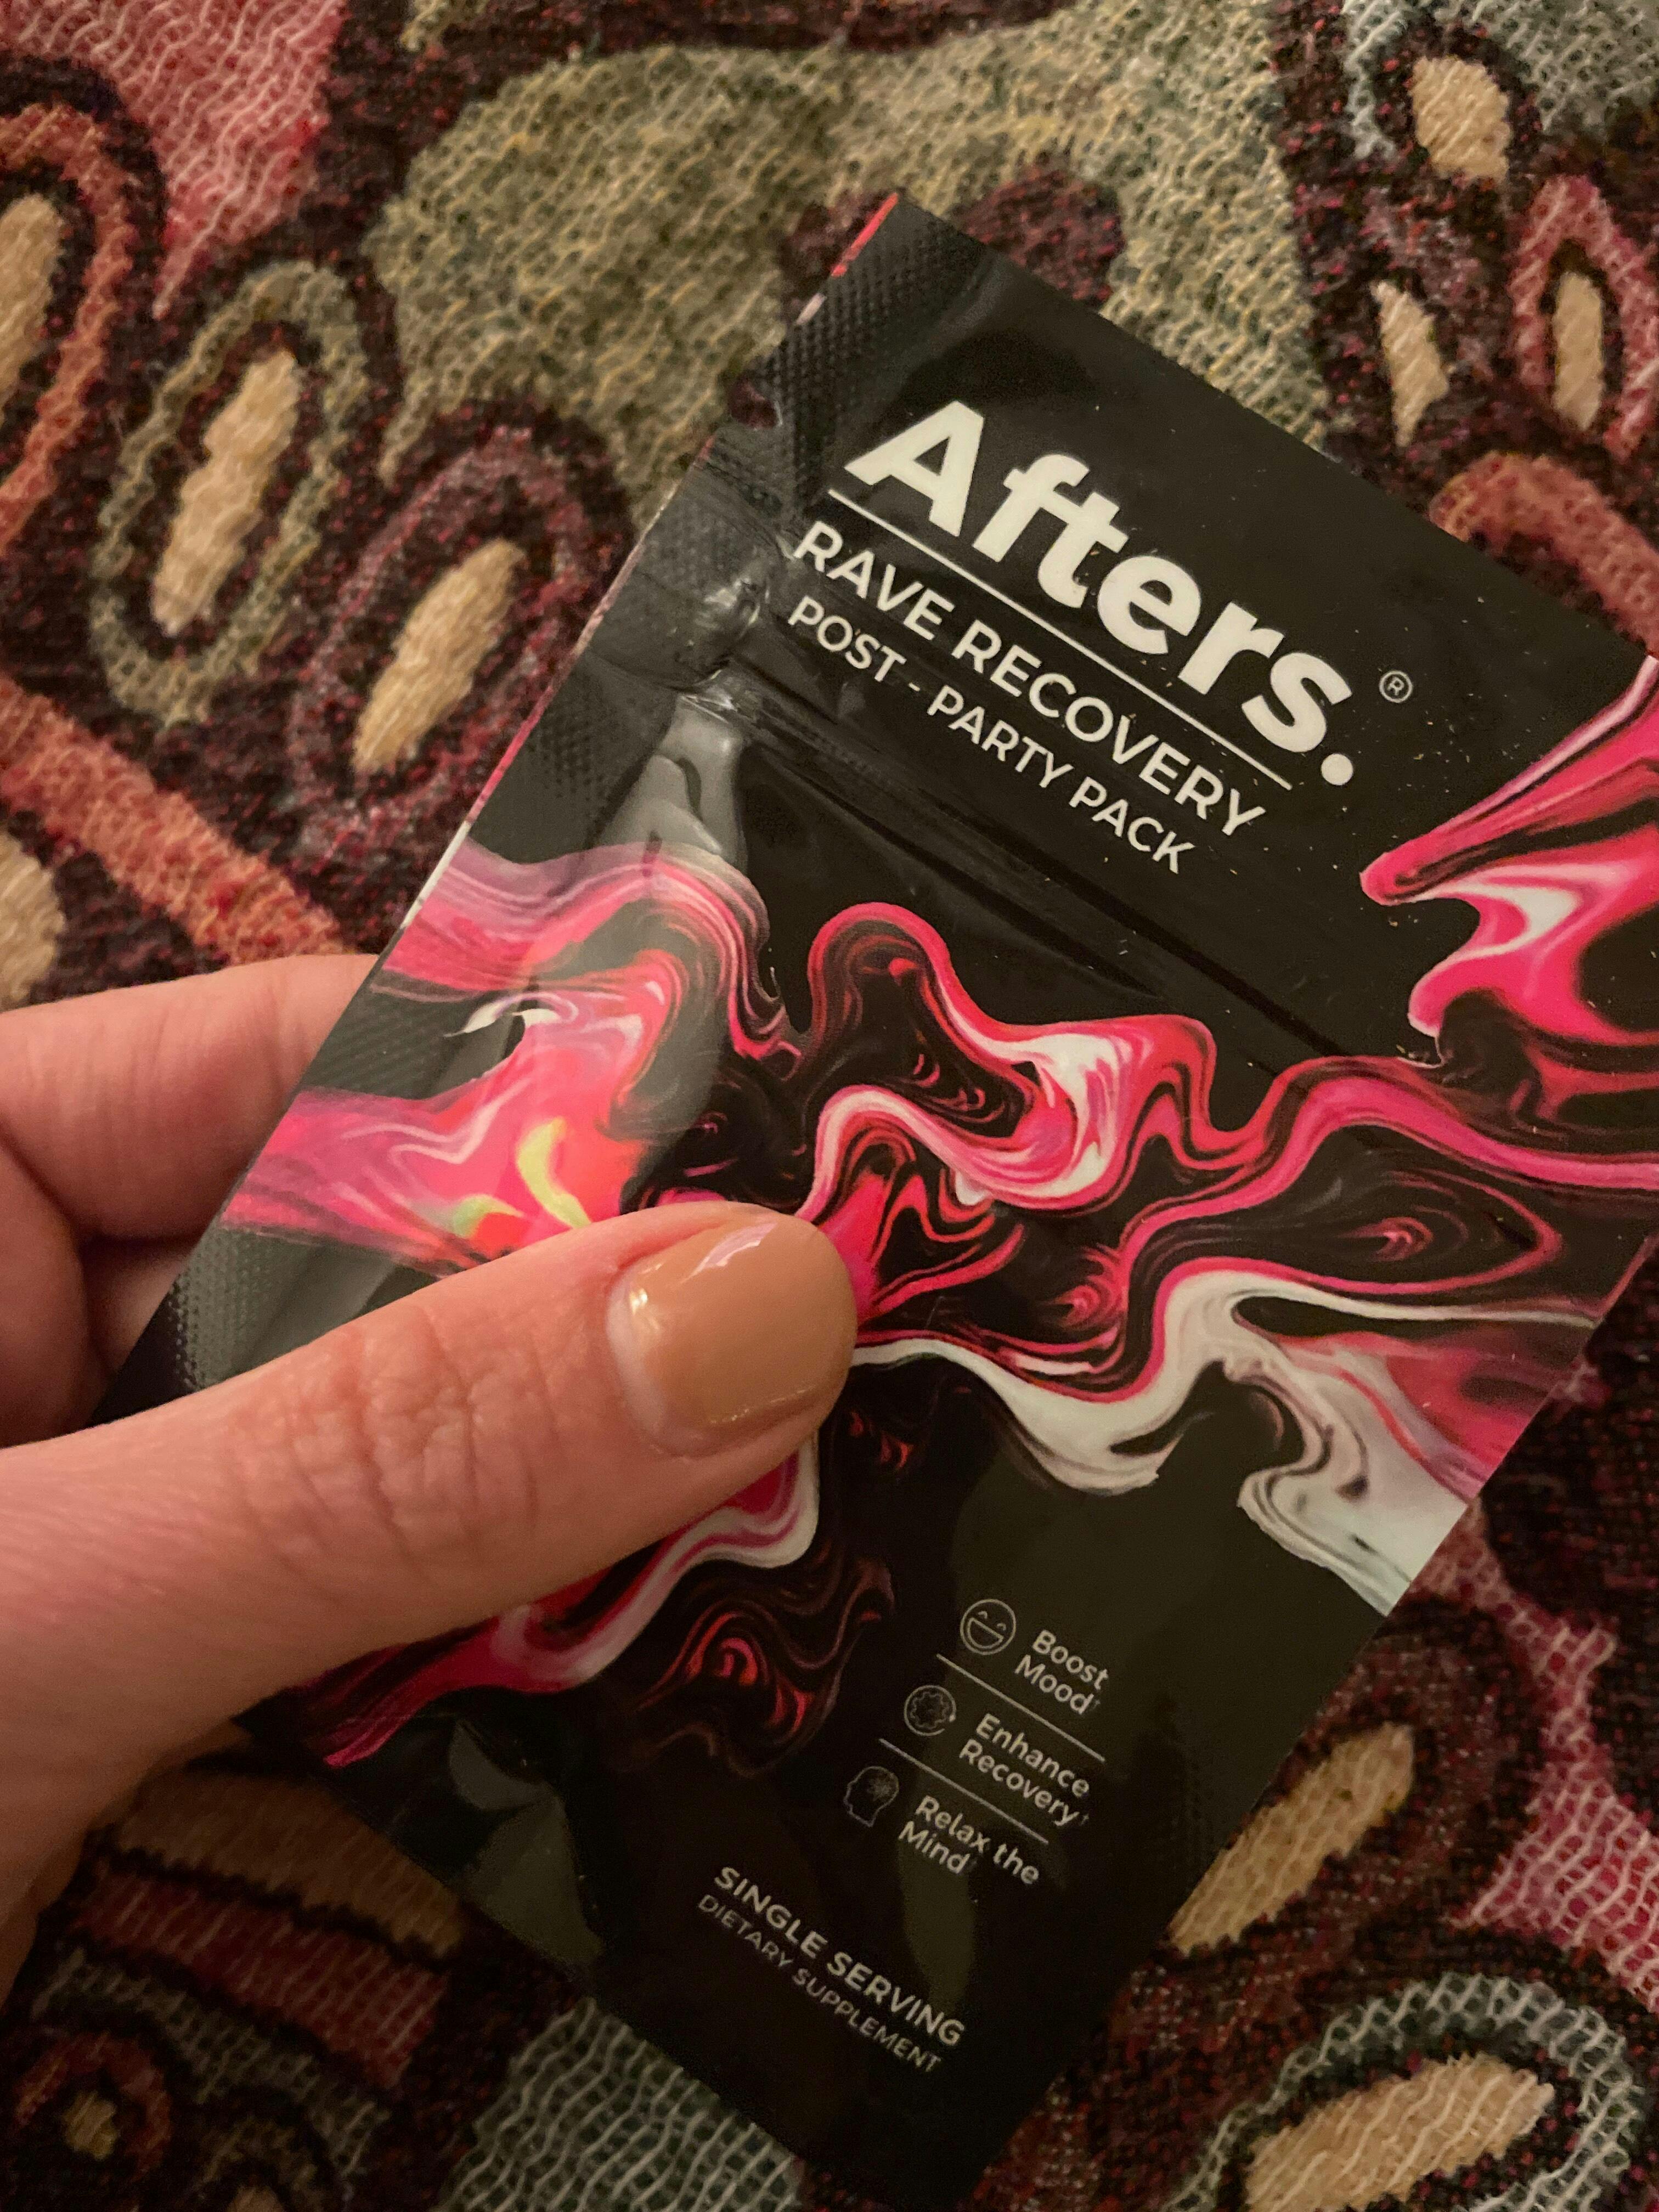 Afters.®
RAVE RECOVERY
POST - PARTY PACK
Boost
Mood†
Enhance
Recovery†
Relax the
Mind†
SINGLE SERVING
DIETARY SUPPLEMENT